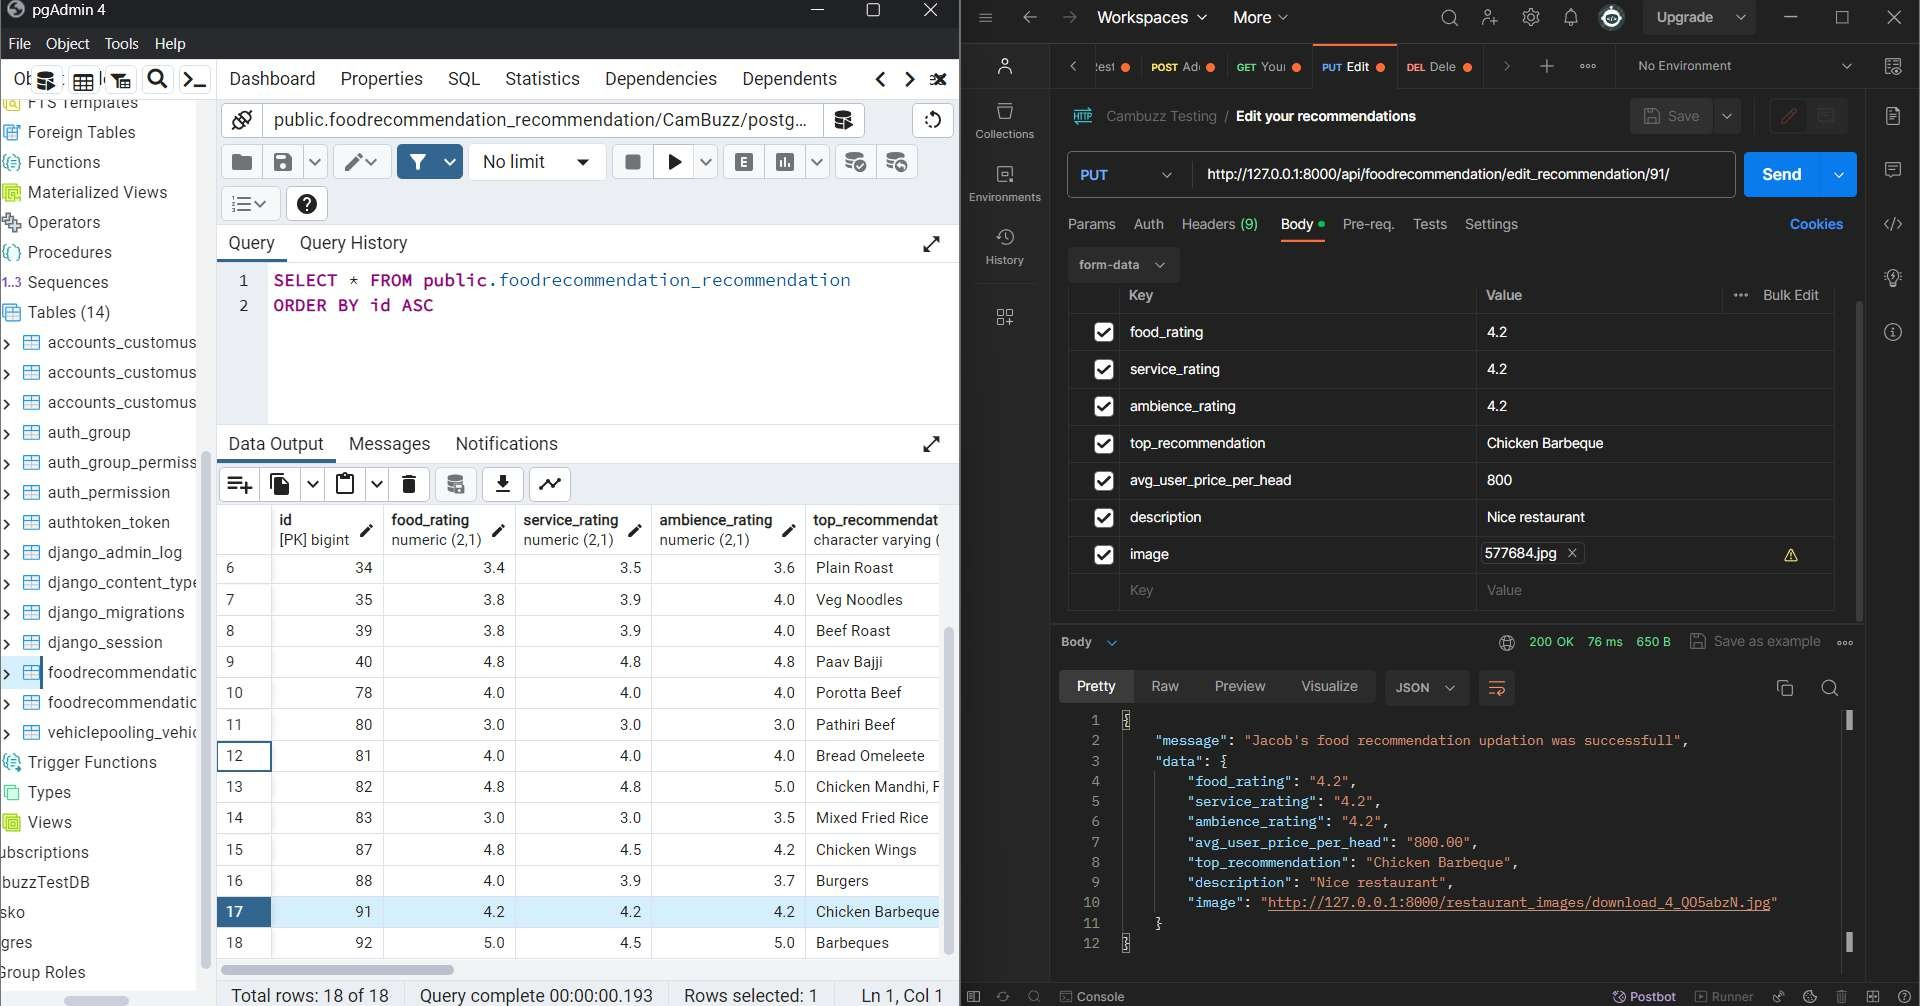 pgAdmin 4
File Object Tools Help
Dashboard Properties SQL Statistics Dependencies Dependents
FTS Templates
Foreign Tables
Functions
Materialized Views
Operators
Procedures
1..3 Sequences
Tables (14)
accounts_customus
accounts_customus
accounts_customus
auth_group
auth_group_permiss
auth_permission
authtoken_token
django_admin_log
django_content_type
django_migrations
django_session
foodrecommendatic
foodrecommendatic
vehiclepooling_vehic
Trigger Functions
Types
Views
ubscriptions
buzzTestDB
sko
gres
Group Roles
public.foodrecommendation_recommendation/CamBuzz/postg...
No limit
Query Query History
1 SELECT * FROM public.foodrecommendation_recommendation
2 ORDER BY id ASC
Data Output Messages Notifications
id food_rating service_rating ambience_rating top_recommendat
[PK] bigint numeric (2,1) numeric (2,1) numeric (2,1) character varying (
6 34 3.4 3.5 3.6 Plain Roast
7 35 3.8 3.9 4.0 Veg Noodles
8 39 3.8 3.9 4.0 Beef Roast
9 40 4.8 4.8 4.8 Paav Bajji
10 78 4.0 4.0 4.0 Porotta Beef
11 80 3.0 3.0 3.0 Pathiri Beef
12 81 4.0 4.0 4.0 Bread Omeleete
13 82 4.8 4.8 5.0 Chicken Mandhi, F
14 83 3.0 3.0 3.5 Mixed Fried Rice
15 87 4.8 4.5 4.2 Chicken Wings
16 88 4.0 3.9 3.7 Burgers
17 91 4.2 4.2 4.2 Chicken Barbeque
18 92 5.0 4.5 5.0 Barbeques
Total rows: 18 of 18 Query complete 00:00:00.193 Rows selected: 1 Ln 1, Col 1
Workspaces More Upgrade
POST Ad GET You PUT Edit DEL Dele No Environment
Collections
Environments
History
HTTP Cambuzz Testing / Edit your recommendations Save
PUT http://127.0.0.1:8000/api/foodrecommendation/edit_recommendation/91/ Send
Params Auth Headers (9) Body Pre-req. Tests Settings Cookies
form-data
Key Value Bulk Edit
food_rating 4.2
service_rating 4.2
ambience_rating 4.2
top_recommendation Chicken Barbeque
avg_user_price_per_head 800
description Nice restaurant
image 577684.jpg
Key Value
Body 200 OK 76 ms 650 B Save as example
Pretty Raw Preview Visualize JSON
1 {
2 "message": "Jacob's food recommendation updation was successfull",
3 "data": {
4 "food_rating": "4.2",
5 "service_rating": "4.2",
6 "ambience_rating": "4.2",
7 "avg_user_price_per_head": "800.00",
8 "top_recommendation": "Chicken Barbeque",
9 "description": "Nice restaurant",
10 "image": "http://127.0.0.1:8000/restaurant_images/download_4_QO5abzN.jpg"
11 }
12 }
Console Postbot Runner